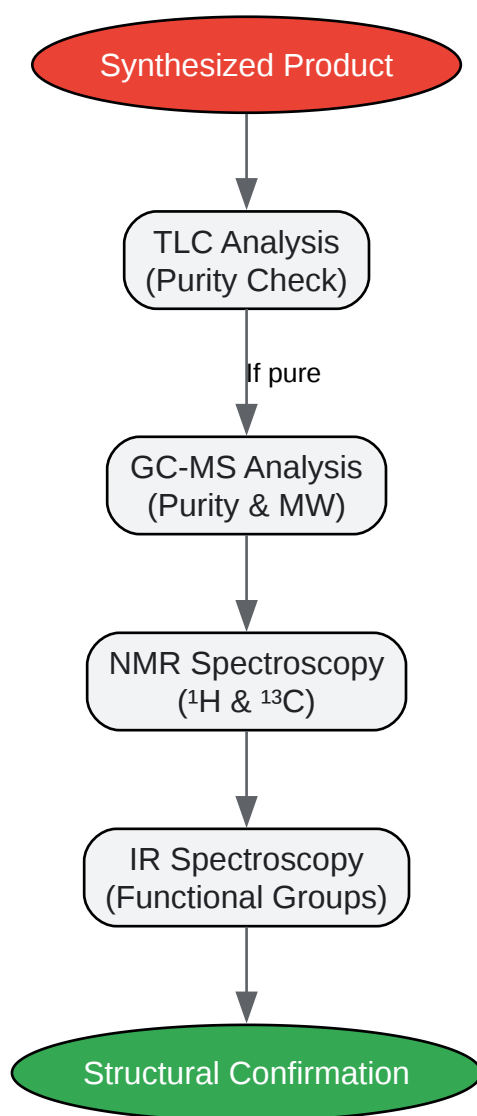 Synthesized Product
TLC Analysis
(Purity Check)
If pure
GC-MS Analysis
(Purity & MW)
NMR Spectroscopy
(¹H & ¹³C)
IR Spectroscopy
(Functional Groups)
Structural Confirmation